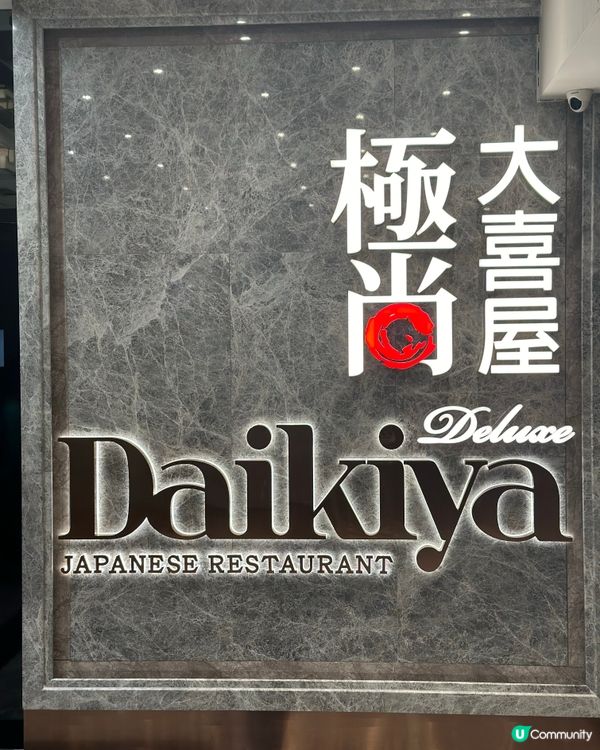 極尚
大喜屋
Deluxe
Daikiya
JAPANESE RESTAURANT
U Community